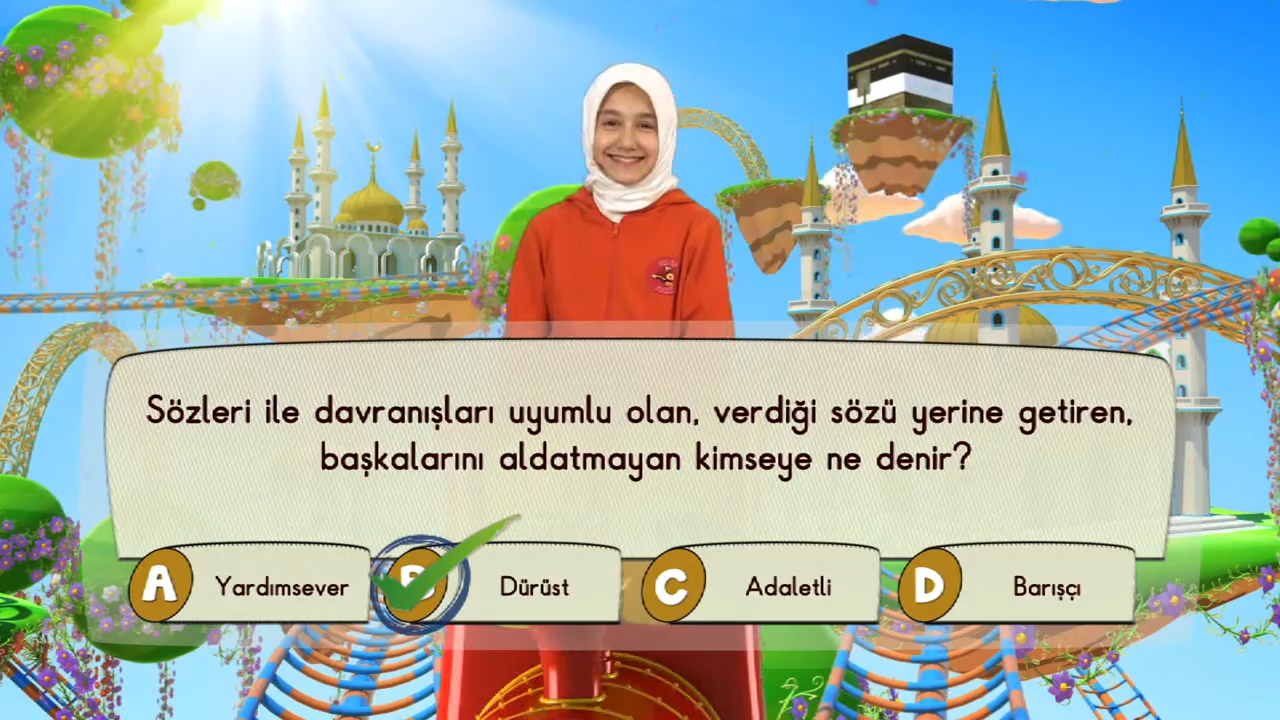 Sözleri ile davranışları uyumlu olan, verdiği sözü yerine getiren,
başkalarını aldatmayan kimseye ne denir?
A Yardımsever
B Dürüst
C Adaletli
D Barışçı